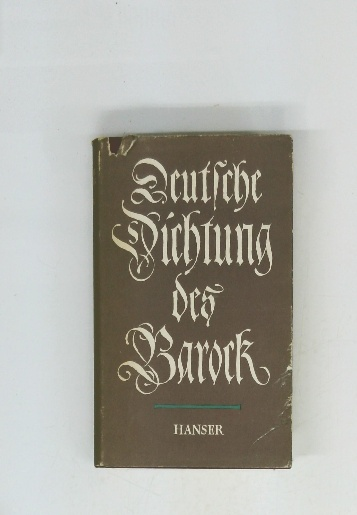 Deutſche
Dichtung
des
Barock
HANSER